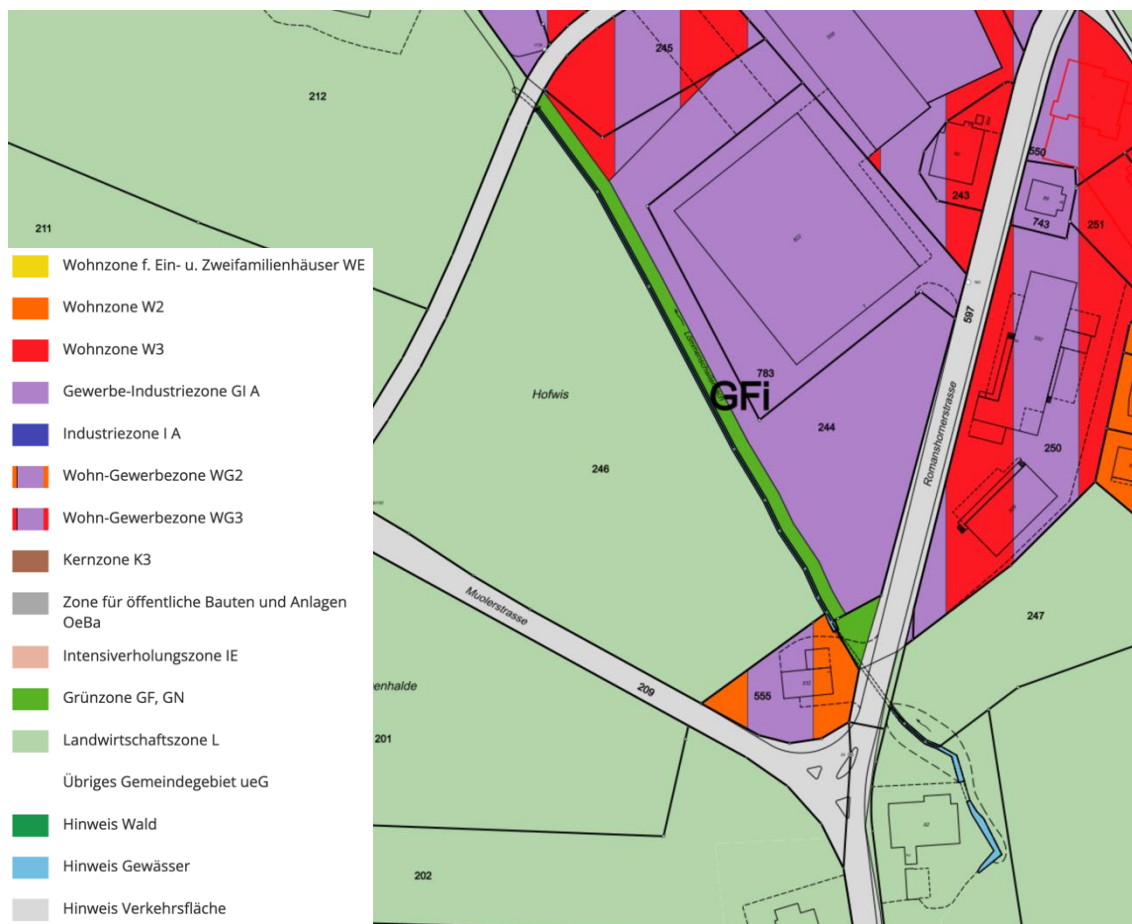 245
212
550
243
251
743
211
597
Wohnzone f. Ein- u. Zweifamilienhäuser WE
Wohnzone W2
Wohnzone W3
Gewerbe-Industriezone GI A
Industriezone I A
Wohn-Gewerbezone WG2
Wohn-Gewerbezone WG3
Kernzone K3
Zone für öffentliche Bauten und Anlagen
OeBa
Intensiverholungszone IE
Grünzone GF, GN
Landwirtschaftszone L
Übriges Gemeindegebiet ueG
Hinweis Wald
Hinweis Gewässer
Hinweis Verkehrsfläche
783
GFi
Hofwis
244
Romanshornerstrasse
250
246
Muolerstrasse
247
209
555
enhalde
201
202